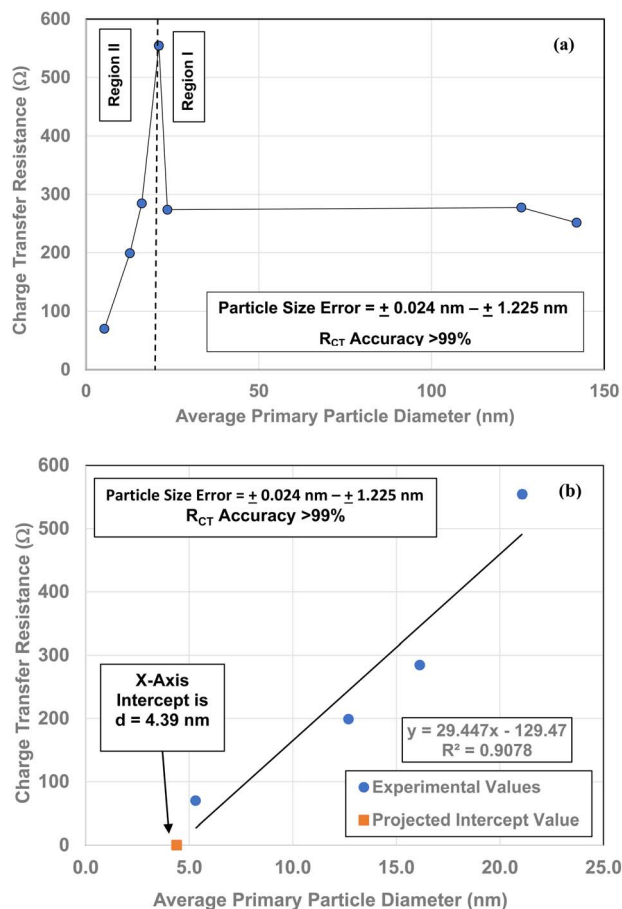 600
(a)
Region II
Region I
500
400
300
200
100
0
Charge Transfer Resistance (Ω)
Particle Size Error = ± 0.024 nm – ± 1.225 nm
RCT Accuracy >99%
0 50 100 150
Average Primary Particle Diameter (nm)
600
(b)
Particle Size Error = ± 0.024 nm – ± 1.225 nm
RCT Accuracy >99%
500
400
300
200
100
0
Charge Transfer Resistance (Ω)
X-Axis
Intercept is
d = 4.39 nm
y = 29.447x - 129.47
R² = 0.9078
Experimental Values
Projected Intercept Value
0.0 5.0 10.0 15.0 20.0 25.0
Average Primary Particle Diameter (nm)